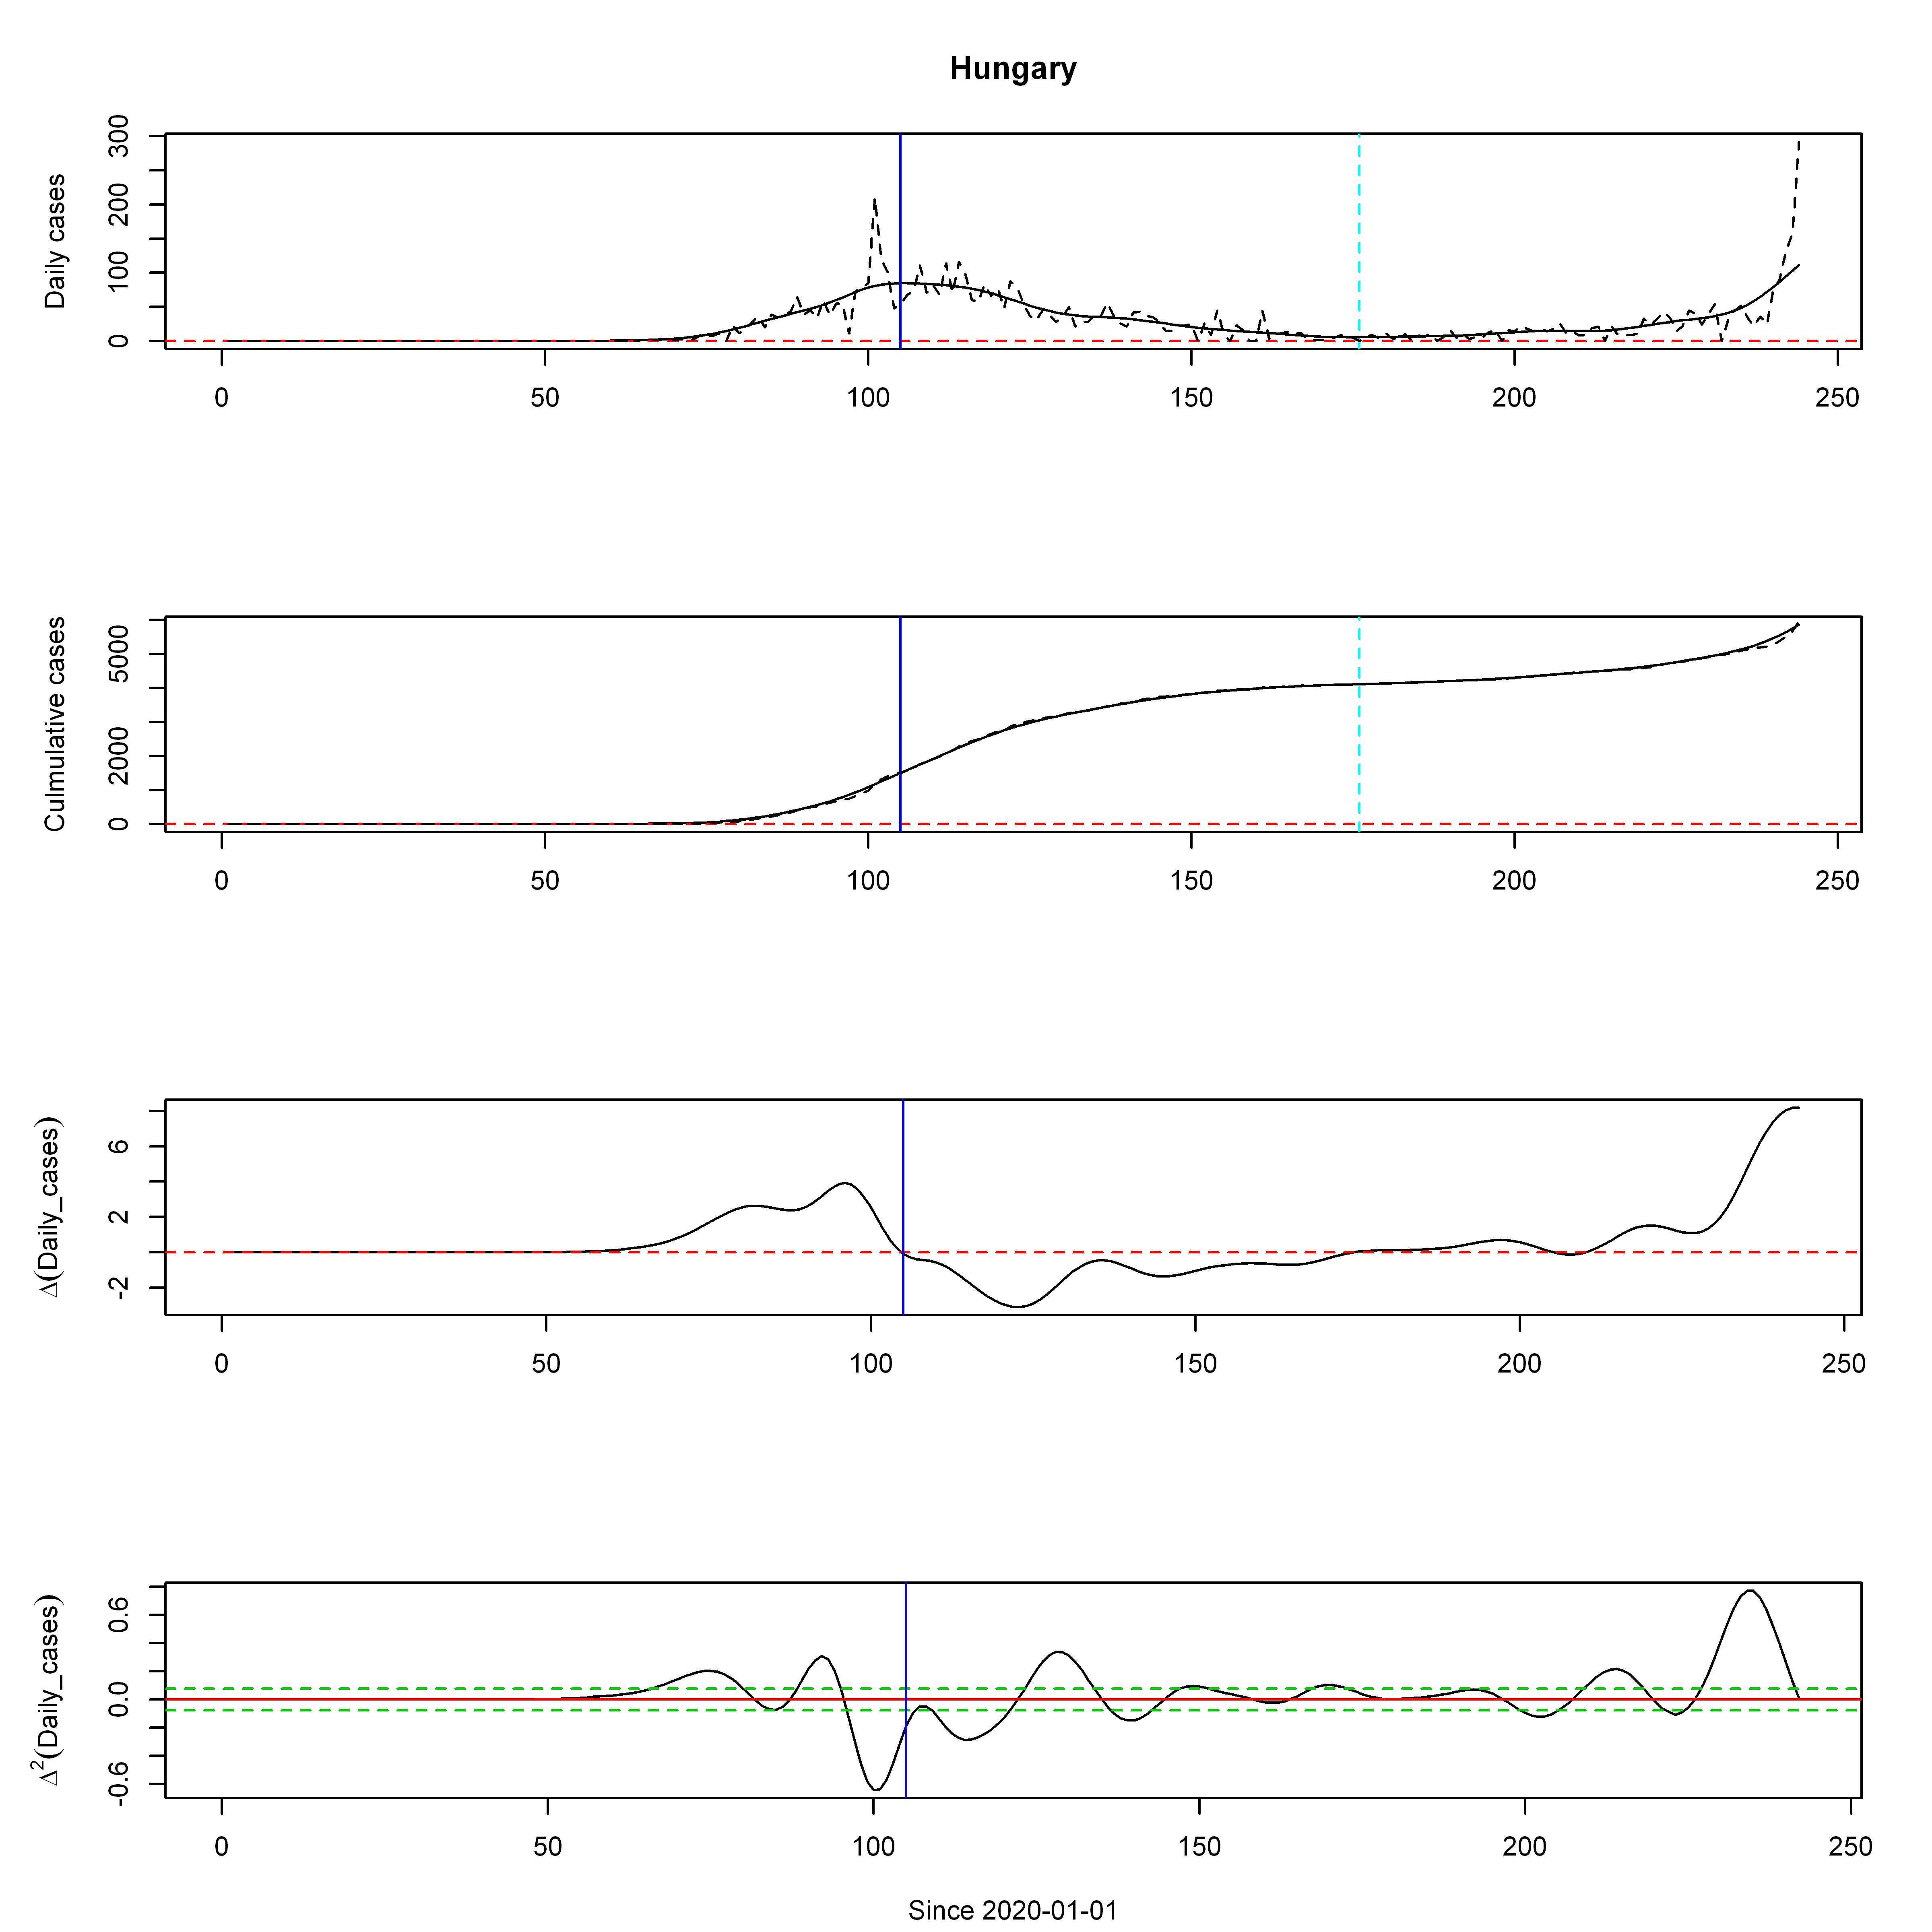 Hungary
Daily cases
0 100 200 300
0 50 100 150 200 250
Culmulative cases
0 2000 5000
0 50 100 150 200 250
Δ(Daily_cases)
-2 2 6
0 50 100 150 200 250
Δ2(Daily_cases)
-0.6 0.0 0.6
0 50 100 150 200 250
Since 2020-01-01